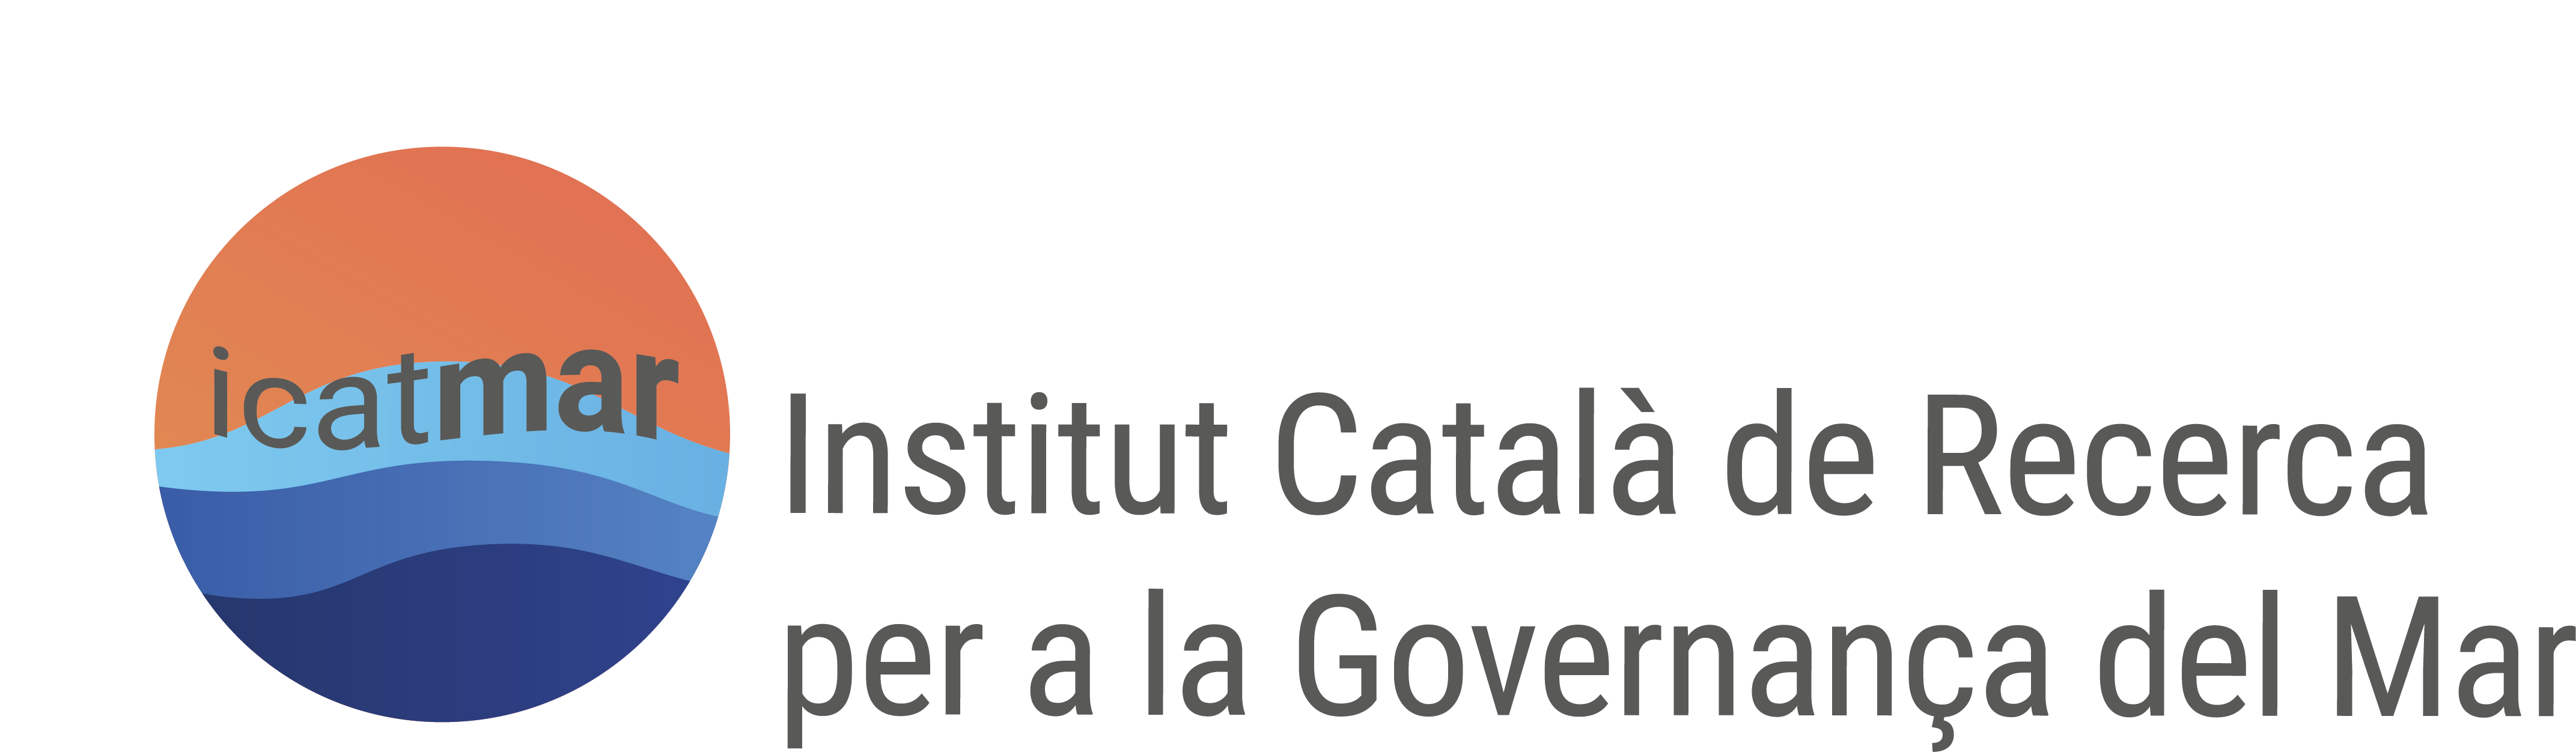 icatmar
Institut Català de Recerca
per a la Governança del Mar